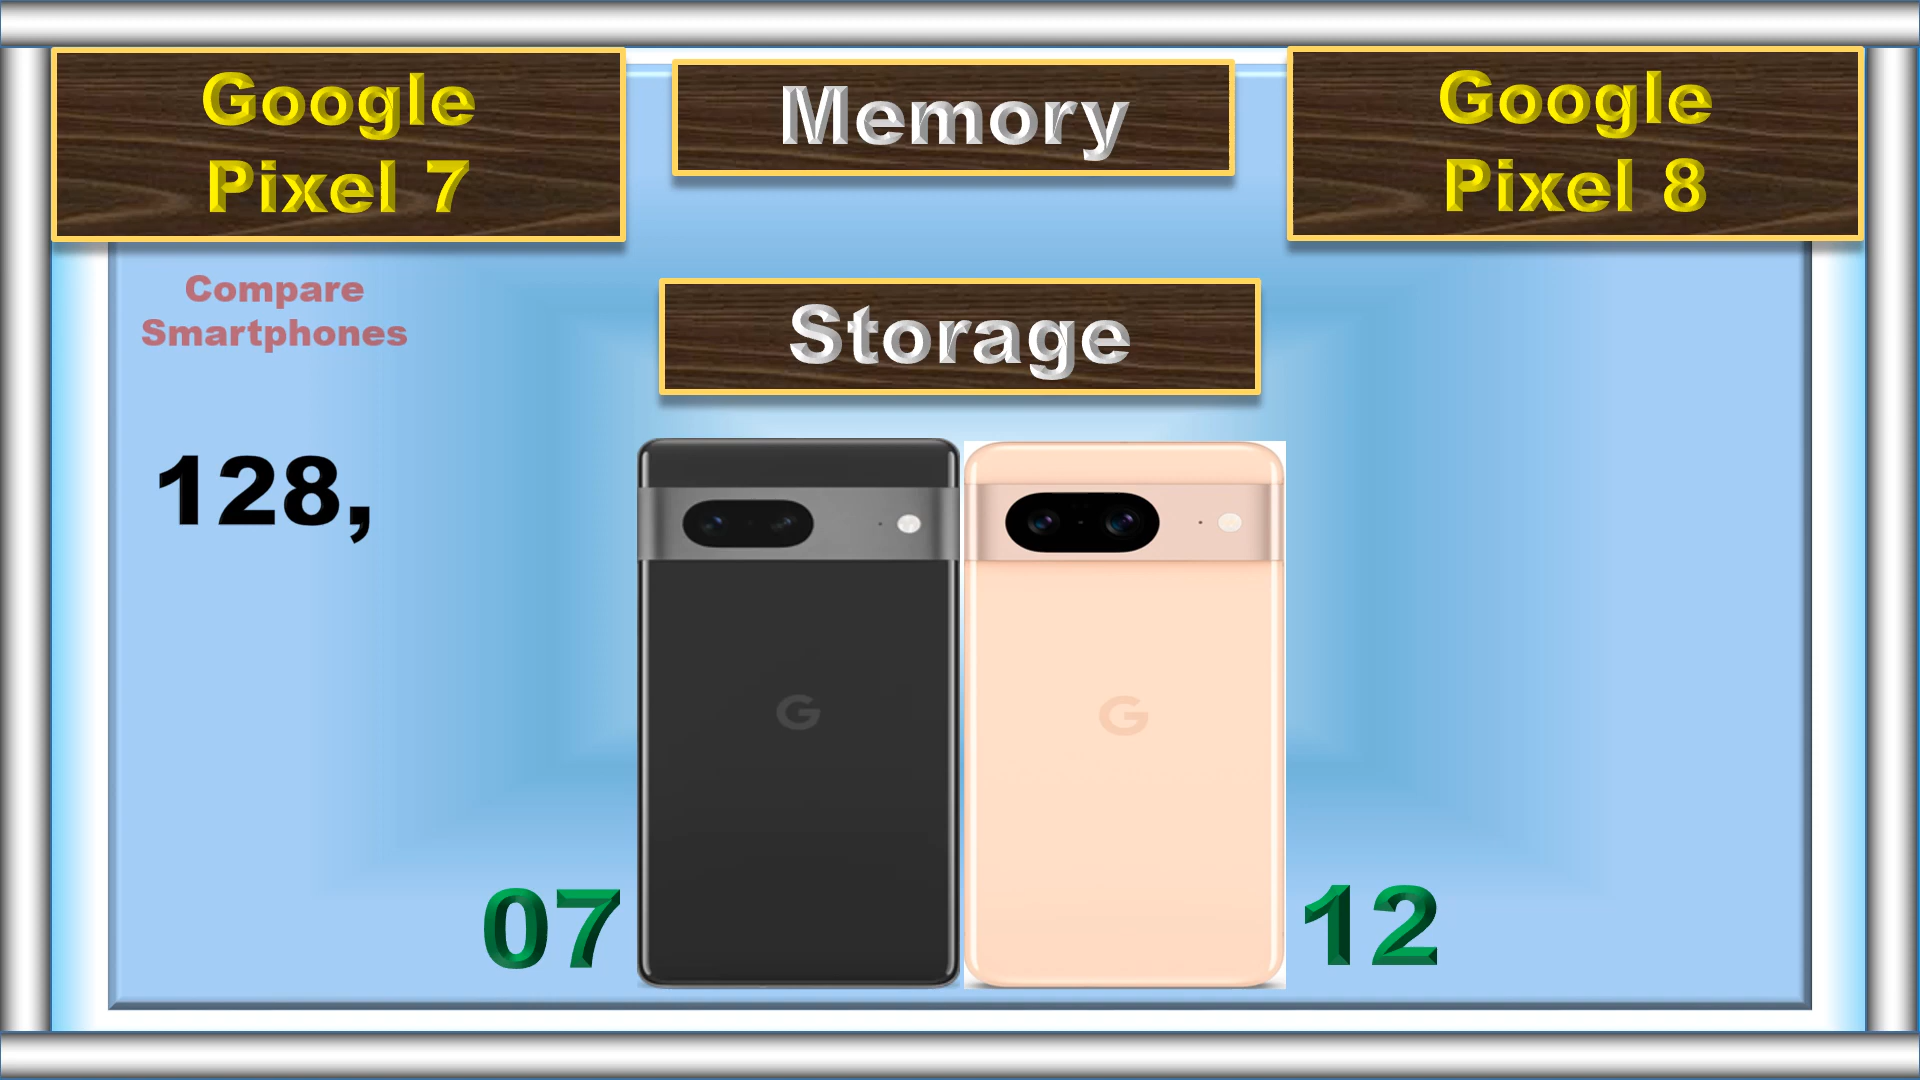 Google
Pixel 7
Memory
Google
Pixel 8
Compare
Smartphones
Storage
128,
G
G
07
12